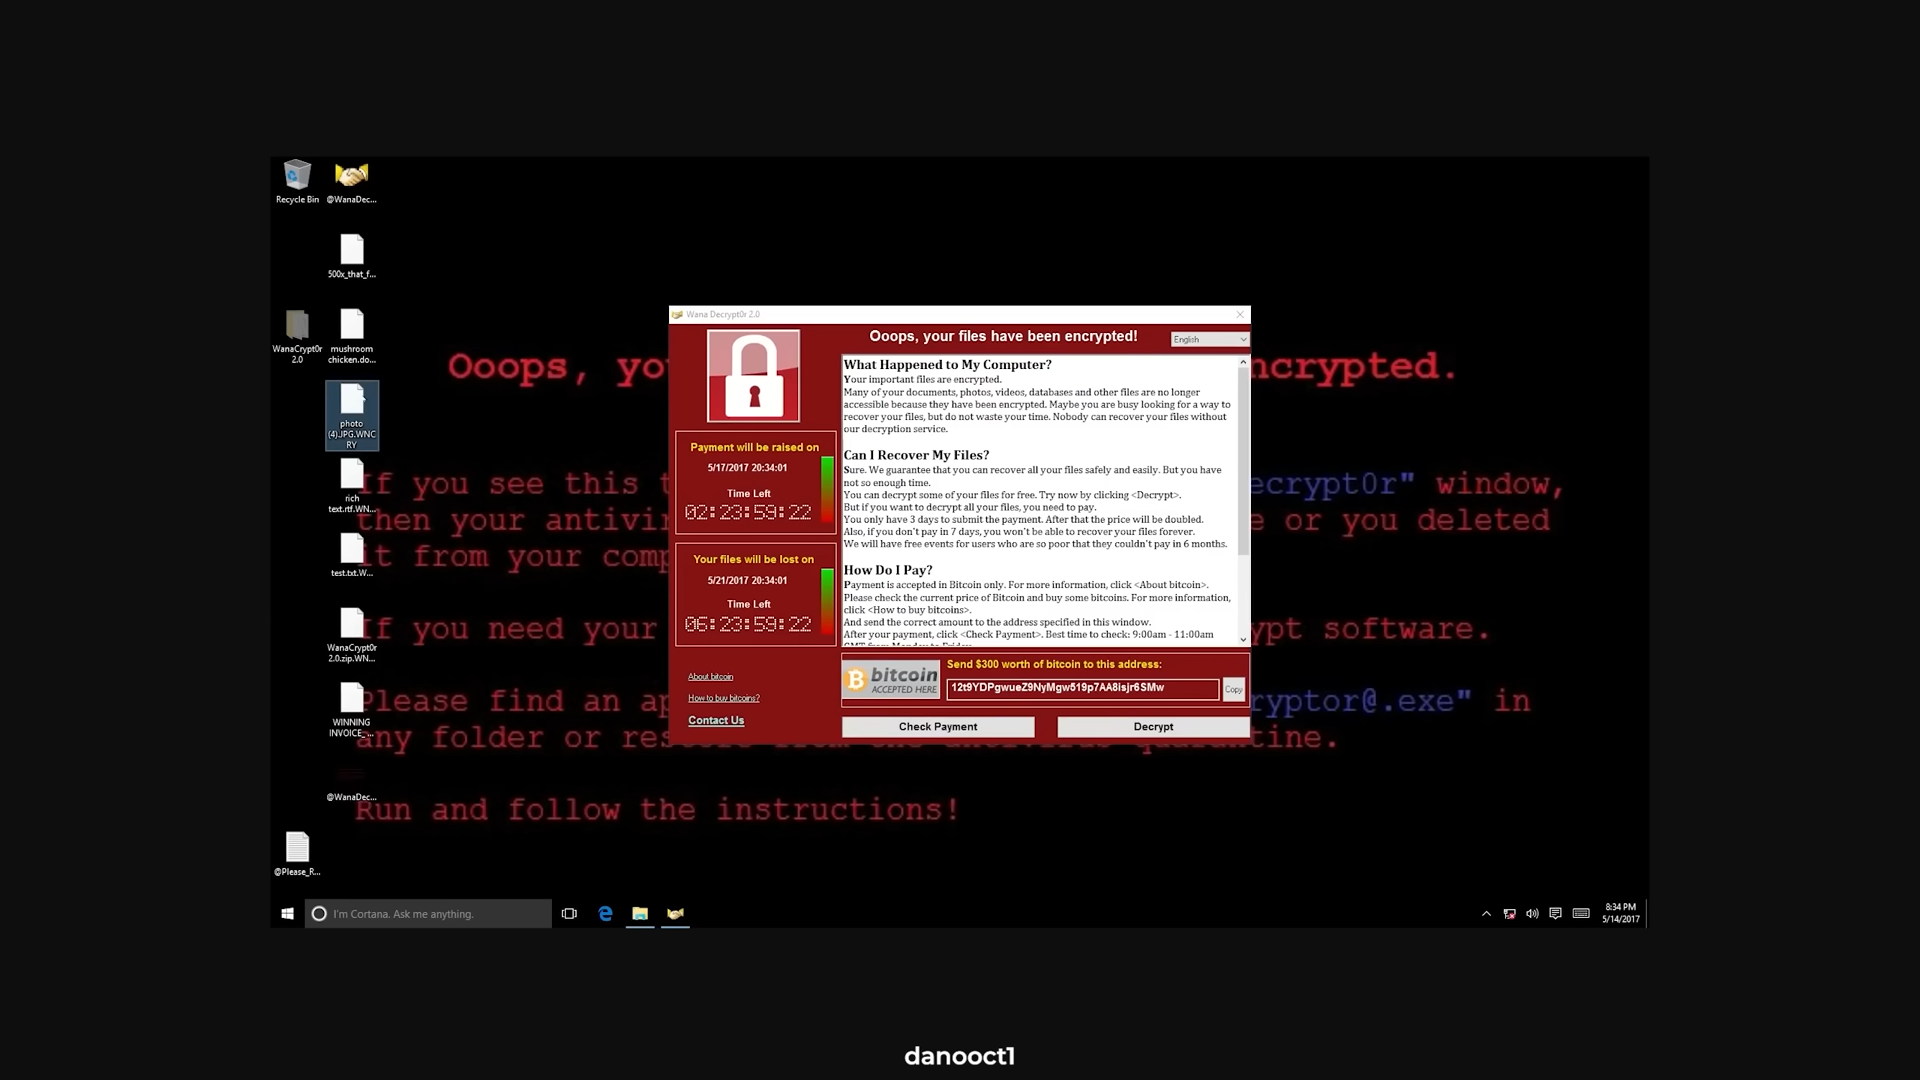 Recycle Bin
@WanaDec...
500x_that_f...
WanaCrypt0r
2.0
mushroom
chicken.do...
photo
(4).JPG.WNC
RY
rich
text.rtf.WN...
test.txt.W...
WanaCrypt0r
2.0.zip.WN...
WINNING
INVOICE_...
@WanaDec...
@Please_R...
Ooops, yo
ncrypted.
If you see this t
ecrypt0r" window,
then your antivir
e or you deleted
it from your comp
If you need your
ypt software.
Please find an ap
ryptor@.exe" in
any folder or res
ine.
Run and follow the instructions!
Wana Decrypt0r 2.0
Ooops, your files have been encrypted!
English
Payment will be raised on
5/17/2017 20:34:01
Time Left
02:23:59:22
Your files will be lost on
5/21/2017 20:34:01
Time Left
06:23:59:22
About bitcoin
How to buy bitcoins?
Contact Us
What Happened to My Computer?
Your important files are encrypted.
Many of your documents, photos, videos, databases and other files are no longer
accessible because they have been encrypted. Maybe you are busy looking for a way to
recover your files, but do not waste your time. Nobody can recover your files without
our decryption service.
Can I Recover My Files?
Sure. We guarantee that you can recover all your files safely and easily. But you have
not so enough time.
You can decrypt some of your files for free. Try now by clicking <Decrypt>.
But if you want to decrypt all your files, you need to pay.
You only have 3 days to submit the payment. After that the price will be doubled.
Also, if you don't pay in 7 days, you won't be able to recover your files forever.
We will have free events for users who are so poor that they couldn't pay in 6 months.
How Do I Pay?
Payment is accepted in Bitcoin only. For more information, click <About bitcoin>.
Please check the current price of Bitcoin and buy some bitcoins. For more information,
click <How to buy bitcoins>.
And send the correct amount to the address specified in this window.
After your payment, click <Check Payment>. Best time to check: 9:00am - 11:00am
GMT from Monday to Friday.
bitcoin
ACCEPTED HERE
Send $300 worth of bitcoin to this address:
12t9YDPgwueZ9NyMgw519p7AA8isjr6SMw
Copy
Check Payment
Decrypt
I'm Cortana. Ask me anything.
8:34 PM
5/14/2017
danooct1